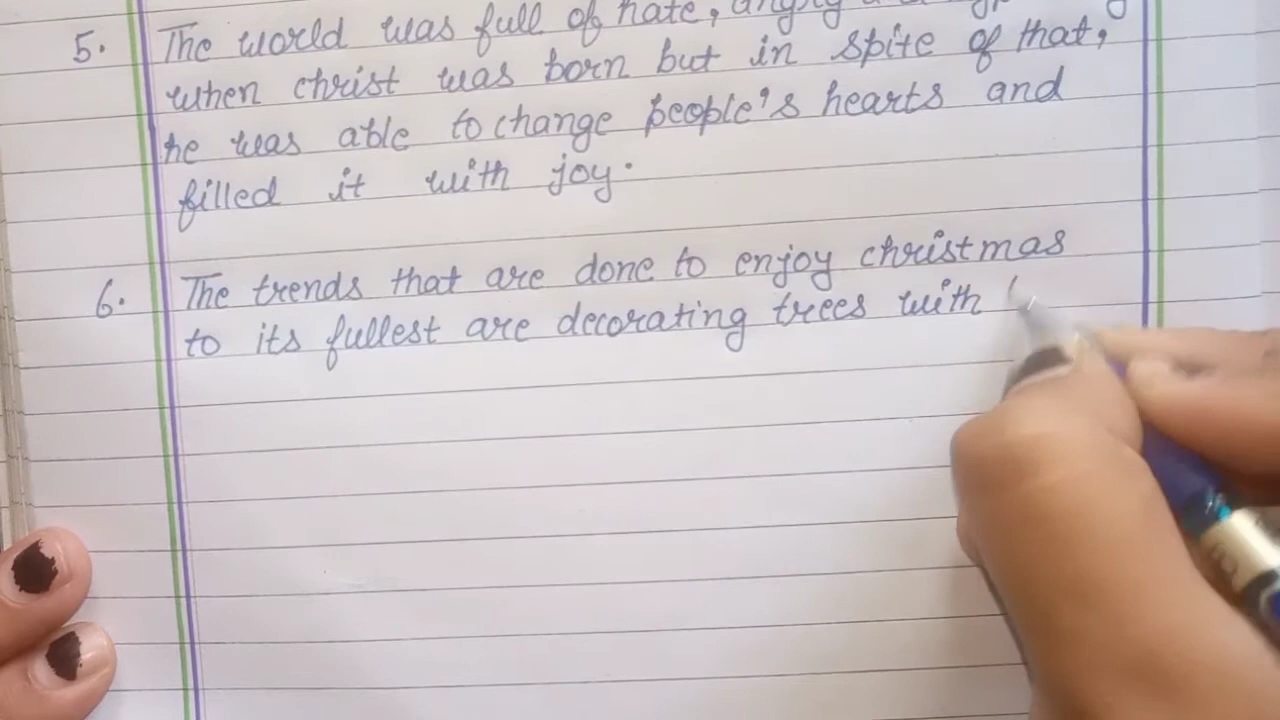 5. The world was full of hate,
when christ was born but in spite of that,
he was able to change people's hearts and
filled it with joy.
6. The trends that are done to enjoy christmas
to its fullest are decorating trees with